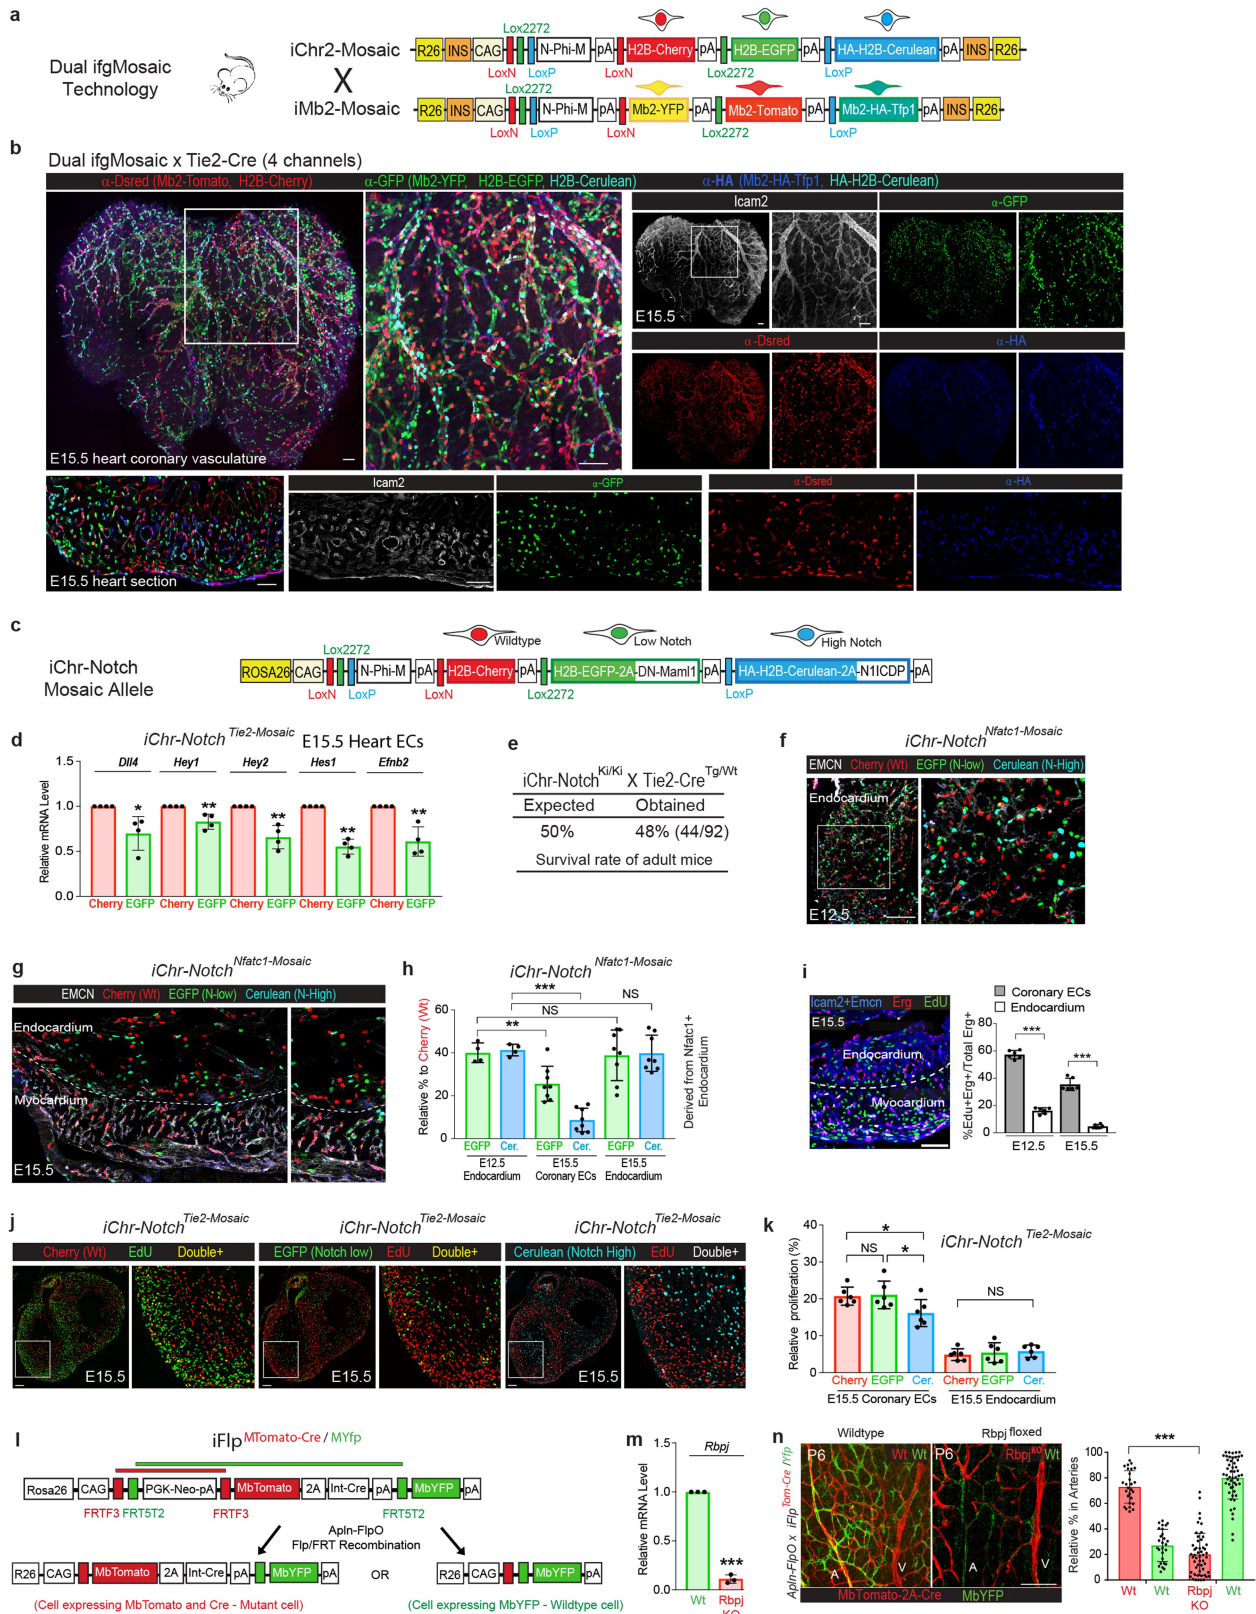 a
Dual ifgMosaic
Technology
iChr2-Mosaic
X
iMb2-Mosaic
Lox2272
R26 INS CAG N-Phi-M pA H2B-Cherry pA H2B-EGFP pA HA-H2B-Cerulean pA INS R26
LoxN LoxP LoxN Lox2272 LoxP
Lox2272
R26 INS CAG N-Phi-M pA Mb2-YFP pA Mb2-Tomato pA Mb2-HA-Tfp1 pA INS R26
LoxN LoxP LoxN Lox2272 LoxP
b
Dual ifgMosaic x Tie2-Cre (4 channels)
α-Dsred (Mb2-Tomato, H2B-Cherry) α-GFP (Mb2-YFP, H2B-EGFP, H2B-Cerulean) α-HA (Mb2-HA-Tfp1, HA-H2B-Cerulean)
Icam2 α-GFP
E15.5
α-Dsred α-HA
E15.5 heart coronary vasculature
Icam2 α-GFP α-Dsred α-HA
E15.5 heart section
c
iChr-Notch
Mosaic Allele
Wildtype Low Notch High Notch
Lox2272
ROSA26 CAG N-Phi-M pA H2B-Cherry pA H2B-EGFP-2A-DN-Maml1 pA HA-H2B-Cerulean-2A-N1ICDP pA
LoxN LoxP LoxN Lox2272 LoxP
d
iChr-Notch Tie2-Mosaic E15.5 Heart ECs
Dll4 Hey1 Hey2 Hes1 Efnb2
Relative mRNA Level
1.5
1.0
0.5
0.0
* ** ** ** **
Cherry EGFP Cherry EGFP Cherry EGFP Cherry EGFP Cherry EGFP
e
iChr-Notch Ki/Ki X Tie2-Cre Tg/Wt
Expected Obtained
50% 48% (44/92)
Survival rate of adult mice
f
iChr-Notch Nfatc1-Mosaic
EMCN Cherry (Wt) EGFP (N-low) Cerulean (N-High)
Endocardium
E12.5
g
iChr-Notch Nfatc1-Mosaic
EMCN Cherry (Wt) EGFP (N-low) Cerulean (N-High)
Endocardium
Myocardium
E15.5
h
iChr-Notch Nfatc1-Mosaic
Relative % to Cherry (Wt)
60
40
20
0
*** NS NS **
EGFP Cer. EGFP Cer. EGFP Cer.
E12.5 Endocardium
E15.5 Coronary ECs
E15.5 Endocardium
Derived from Nfatc1+
Endocardium
i
Icam2+Emcn Erg EdU
E15.5
Endocardium
Myocardium
Coronary ECs
Endocardium
%Edu+Erg+/Total Erg+
80
60
40
20
0
*** ***
E12.5 E15.5
j
iChr-Notch Tie2-Mosaic iChr-Notch Tie2-Mosaic iChr-Notch Tie2-Mosaic
Cherry (Wt) EdU Double+ EGFP (Notch low) EdU Double+ Cerulean (Notch High) EdU Double+
E15.5 E15.5 E15.5
k
iChr-Notch Tie2-Mosaic
Relative proliferation (%)
40
30
20
10
0
* NS * NS
Cherry EGFP Cer. Cherry EGFP Cer.
E15.5 Coronary ECs E15.5 Endocardium
l
iFlp MTomato-Cre / MYfp
Rosa26 CAG PGK-Neo-pA MbTomato 2A Int-Cre pA MbYFP pA
FRTF3 FRT5T2 FRTF3 FRT5T2
Apln-FlpO
Flp/FRT Recombination
R26 CAG MbTomato 2A Int-Cre pA MbYFP pA OR R26 CAG MbYFP pA
(Cell expressing MbTomato and Cre - Mutant cell) (Cell expressing MbYFP - Wildtype cell)
m
Rbpj
Relative mRNA Level
1.5
1.0
0.5
0.0
***
Wt Rbpj
KO
n
Wildtype Rbpj floxed
Apln-FlpO x iFlp Tom-Cre /Yfp
P6 Wt Wt P6 Rbpj KO Wt
A V A V
MbTomato-2A-Cre MbYFP
Relative % in Arteries
100
80
60
40
20
0
***
Wt Wt Rbpj Wt
KO